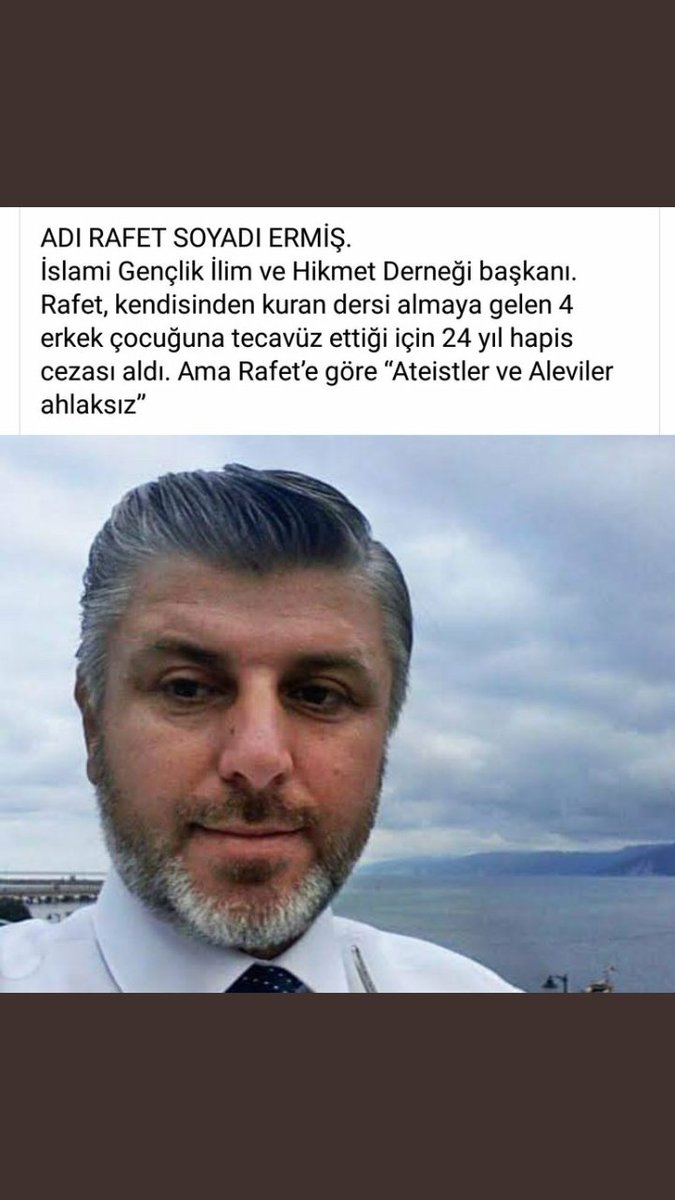 ADI RAFET SOYADI ERMİŞ.
İslami Gençlik İlim ve Hikmet Derneği başkanı.
Rafet, kendisinden kuran dersi almaya gelen 4
erkek çocuğuna tecavüz ettiği için 24 yıl hapis
cezası aldı. Ama Rafet’e göre “Ateistler ve Aleviler
ahlaksız”